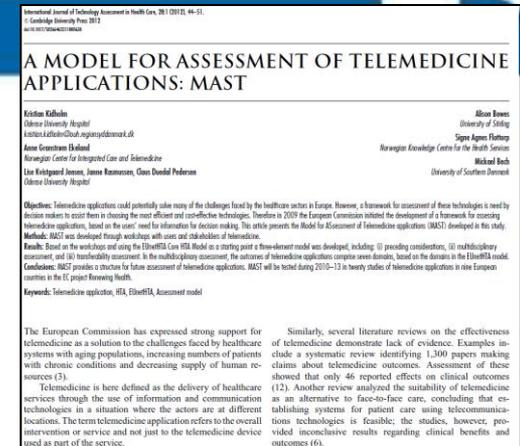 International Journal of Technology Assessment in Health Care, 28:1 (2012), 44–51.
© Cambridge University Press 2012
A MODEL FOR ASSESSMENT OF TELEMEDICINE
APPLICATIONS: MAST
Kristian Kidholm
Odense University Hospital
kristian.kidholm@ouh.regionsyddanmark.dk
Anne Granstrøm Ekeland
Norwegian Center for Integrated Care and Telemedicine
Lise Kvistgaard Jensen, Janne Rasmussen, Claus Duedal Pedersen
Odense University Hospital
Alison Bowes
University of Stirling
Signe Agnes Flottorp
Norwegian Knowledge Centre for the Health Services
Mickael Bech
University of Southern Denmark
Objectives: Telemedicine applications could potentially solve many of the challenges faced by the healthcare sectors in Europe. However, a framework for assessment of these technologies is need by
decision makers to assist them in choosing the most efficient and cost-effective technologies. Therefore in 2009 the European Commission initiated the development of a framework for assessing
telemedicine applications, based on the users' need for information for decision making. This article presents the Model for ASsessment of Telemedicine applications (MAST) developed in this study.
Methods: MAST was developed through workshops with users and stakeholders of telemedicine.
Results: Based on the workshops and using the EUnetHTA Core HTA Model as a starting point a three-element model was developed, including: (i) preceding considerations, (ii) multidisciplinary
assessment, and (iii) transferability assessment. In the multidisciplinary assessment, the outcomes of telemedicine applications comprise seven domains, based on the domains in the EUnetHTA model.
Conclusions: MAST provides a structure for future assessment of telemedicine applications. MAST will be tested during 2010–13 in twenty studies of telemedicine applications in nine European
countries in the EC project Renewing Health.
Keywords: Telemedicine application, HTA, EUnetHTA, Assessment model
The European Commission has expressed strong support for
telemedicine as a solution to the challenges faced by healthcare
systems with aging populations, increasing numbers of patients
with chronic conditions and decreasing supply of human re-
sources (3).
Telemedicine is here defined as the delivery of healthcare
services through the use of information and communication
technologies in a situation where the actors are at different
locations. The term telemedicine application refers to the overall
intervention or service and not just to the telemedicine device
used as part of the service.
Similarly, several literature reviews on the effectiveness
of telemedicine demonstrate lack of evidence. Examples in-
clude a systematic review identifying 1,300 papers making
claims about telemedicine outcomes. Assessment of these
showed that only 46 reported effects on clinical outcomes
(12). Another review analyzed the suitability of telemedicine
as an alternative to face-to-face care, concluding that es-
tablishing systems for patient care using telecommunica-
tions technologies is feasible; the studies, however, pro-
vided inconclusive results regarding clinical benefits and
outcomes (6).